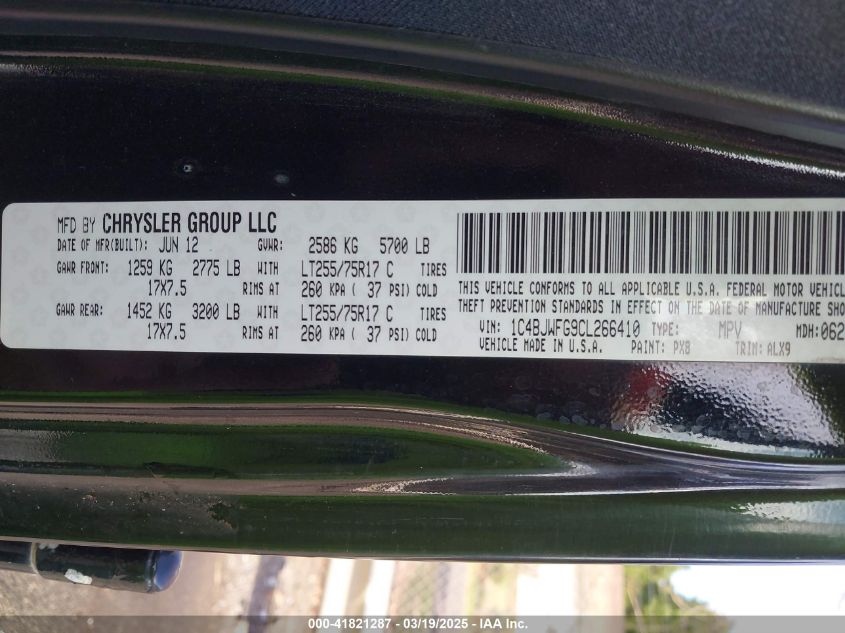 MFD BY CHRYSLER GROUP LLC
DATE OF MFR(BUILT): JUN 12 GVWR: 2586 KG 5700 LB
GAWR FRONT: 1259 KG 2775 LB WITH LT255/75R17 C TIRES
17X7.5 RIMS AT 260 KPA ( 37 PSI) COLD
GAWR REAR: 1452 KG 3200 LB WITH LT255/75R17 C TIRES
17X7.5 RIMS AT 260 KPA ( 37 PSI) COLD
THIS VEHICLE CONFORMS TO ALL APPLICABLE U.S.A. FEDERAL MOTOR VEHICL
THEFT PREVENTION STANDARDS IN EFFECT ON THE DATE OF MANUFACTURE SHO
VIN: 1C4BJWFG9CL266410 TYPE: MPV MDH: 062
VEHICLE MADE IN U.S.A. PAINT: PX8 TRIM: ALX9
000-41821287 - 03/19/2025 - IAA Inc.